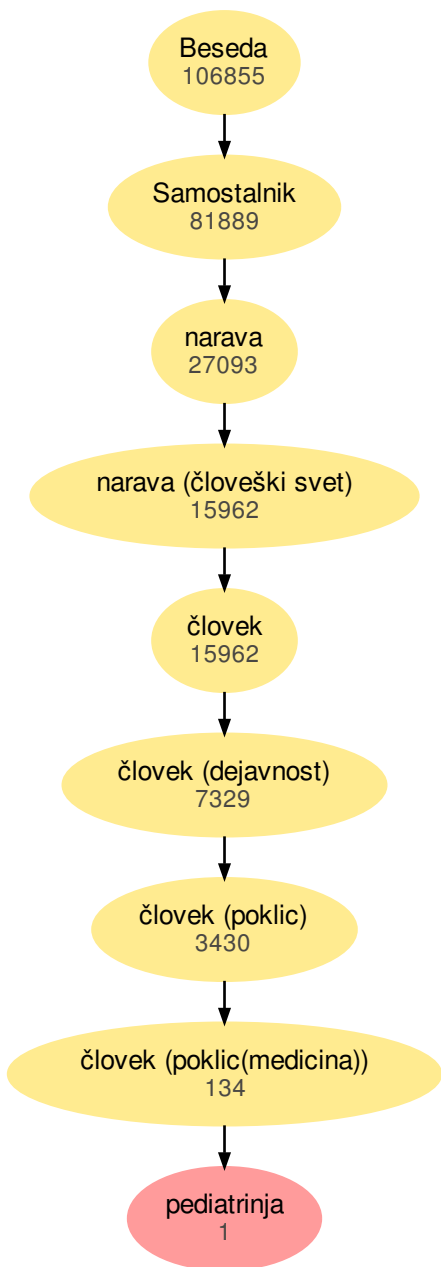 Beseda
106855
Samostalnik
81889
narava
27093
narava (človeški svet)
15962
človek
15962
človek (dejavnost)
7329
človek (poklic)
3430
človek (poklic(medicina))
134
pediatrinja
1